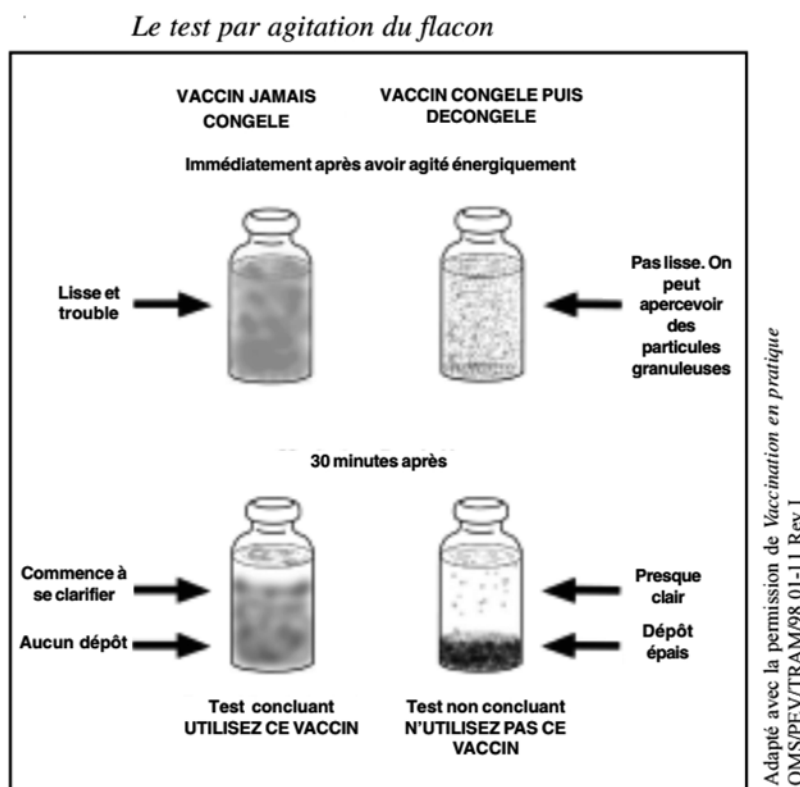 Le test par agitation du flacon
VACCIN JAMAIS
CONGELE
VACCIN CONGELE PUIS
DECONGELE
Immédiatement après avoir agité énergiquement
Lisse et
trouble
Pas lisse. On
peut
apercevoir
des
particules
granuleuses
30 minutes après
Commence à
se clarifier
Aucun dépôt
Presque
clair
Dépôt
épais
Test concluant
UTILISEZ CE VACCIN
Test non concluant
N'UTILISEZ PAS CE
VACCIN
Adapté avec la permission de Vaccination en pratique
OMS/PEV/TRAM/98.01-11 Rev.1